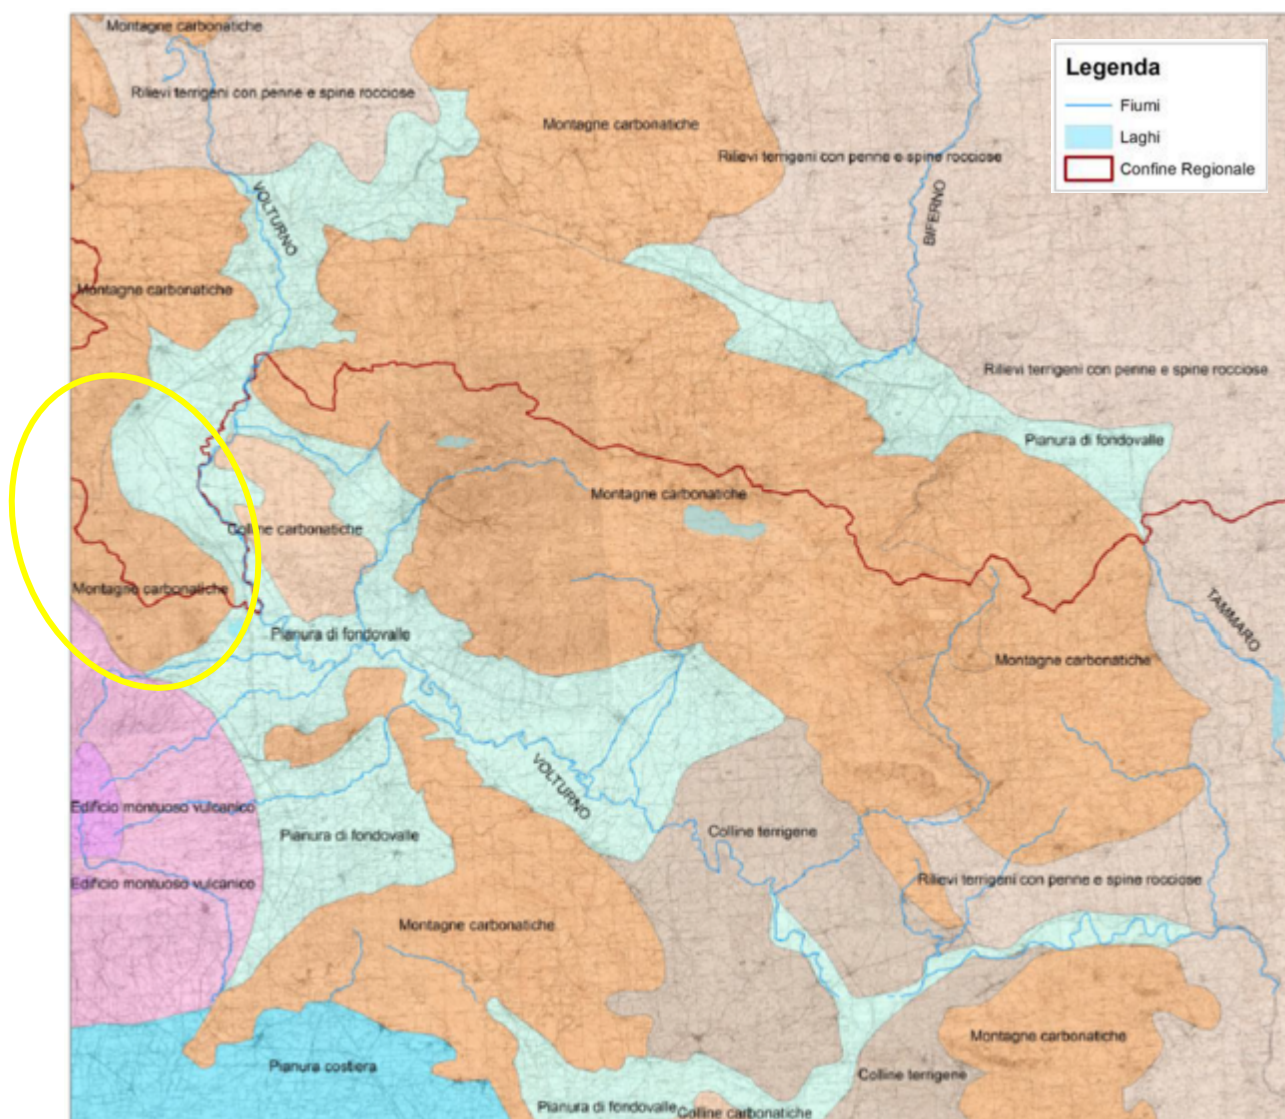 Montagne carbonatiche
Legenda
Fiumi
Laghi
Confine Regionale
Rilievi terrigeni con penne e spine rocciose
Montagne carbonatiche
Rilievi terrigeni con penne e spine rocciose
VOLTURNO
BIFERNO
Montagne carbonatiche
Rilievi terrigeni con penne e spine rocciose
Pianura di fondovalle
Montagne carbonatiche
Colline carbonatiche
Montagne carbonatiche
TAMMARO
Pianura di fondovalle
Montagne carbonatiche
VOLTURNO
Edificio montuoso vulcanico
Colline terrigene
Pianura di fondovalle
Rilievi terrigeni con penne e spine rocciose
Edificio montuoso vulcanico
Montagne carbonatiche
Montagne carbonatiche
Pianura costiera
Colline terrigene
Pianura di fondovalle
Colline carbonatiche